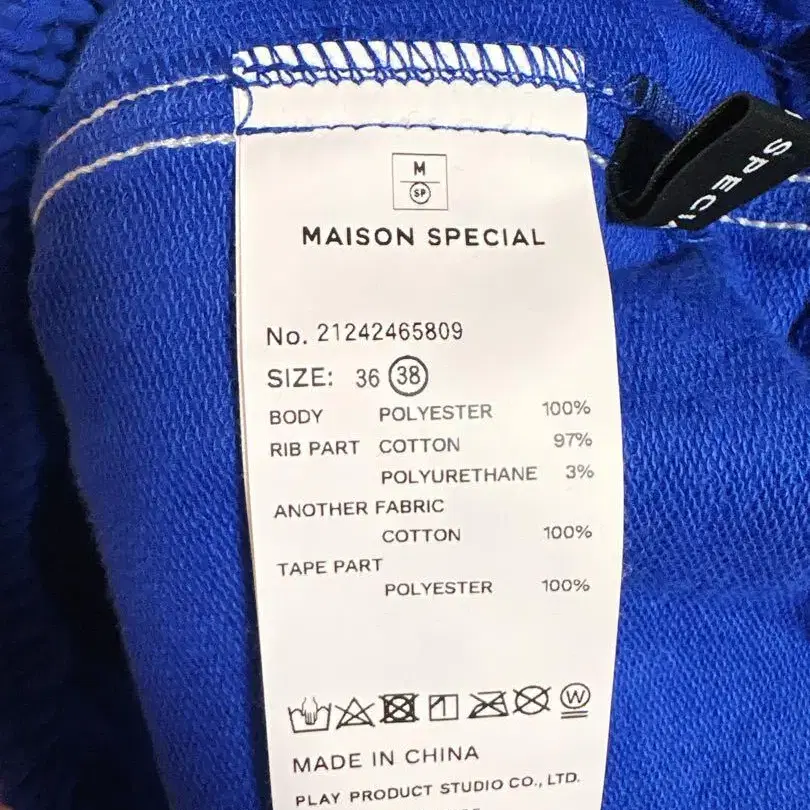 M
SP
MAISON SPECIAL
No. 21242465809
SIZE: 36 38
BODY POLYESTER 100%
RIB PART COTTON 97%
POLYURETHANE 3%
ANOTHER FABRIC
COTTON 100%
TAPE PART
POLYESTER 100%
W
MADE IN CHINA
PLAY PRODUCT STUDIO CO., LTD.
SPECI